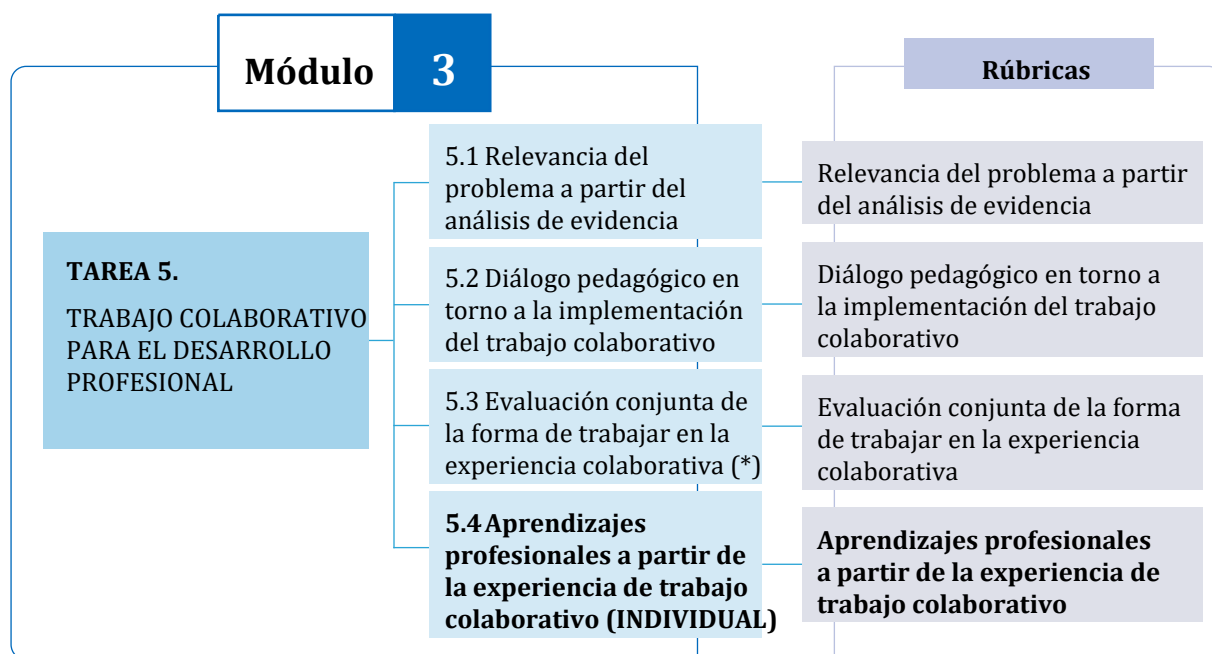 Módulo 3
Rúbricas
TAREA 5.
TRABAJO COLABORATIVO
PARA EL DESARROLLO
PROFESIONAL
5.1 Relevancia del
problema a partir del
análisis de evidencia
Relevancia del problema a partir
del análisis de evidencia
5.2 Diálogo pedagógico en
torno a la implementación
del trabajo colaborativo
Diálogo pedagógico en torno a
la implementación del trabajo
colaborativo
5.3 Evaluación conjunta de
la forma de trabajar en la
experiencia colaborativa (*)
Evaluación conjunta de la forma
de trabajar en la experiencia
colaborativa
5.4 Aprendizajes
profesionales a partir de
la experiencia de trabajo
colaborativo (INDIVIDUAL)
Aprendizajes profesionales
a partir de la experiencia de
trabajo colaborativo